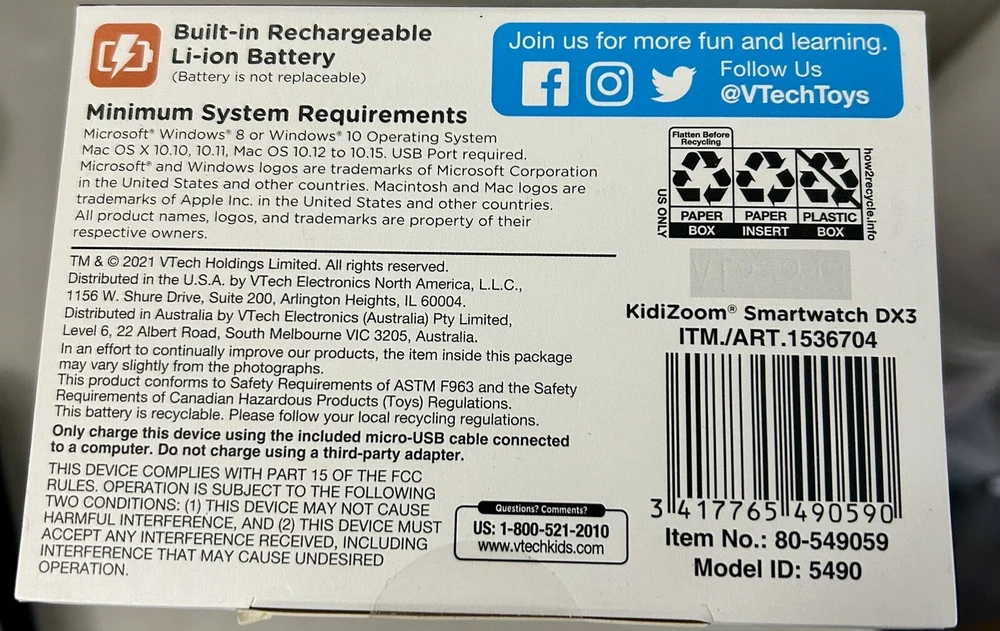 Built-in Rechargeable
Li-ion Battery
(Battery is not replaceable)
Minimum System Requirements
Microsoft® Windows® 8 or Windows® 10 Operating System
Mac OS X 10.10, 10.11, Mac OS 10.12 to 10.15. USB Port required.
Microsoft® and Windows logos are trademarks of Microsoft Corporation
in the United States and other countries. Macintosh and Mac logos are
trademarks of Apple Inc. in the United States and other countries.
All product names, logos, and trademarks are property of their
respective owners.
TM & © 2021 VTech Holdings Limited. All rights reserved.
Distributed in the U.S.A. by VTech Electronics North America, L.L.C.,
1156 W. Shure Drive, Suite 200, Arlington Heights, IL 60004.
Distributed in Australia by VTech Electronics (Australia) Pty Limited,
Level 6, 22 Albert Road, South Melbourne VIC 3205, Australia.
In an effort to continually improve our products, the item inside this package
may vary slightly from the photographs.
This product conforms to Safety Requirements of ASTM F963 and the Safety
Requirements of Canadian Hazardous Products (Toys) Regulations.
This battery is recyclable. Please follow your local recycling regulations.
Only charge this device using the included micro-USB cable connected
to a computer. Do not charge using a third-party adapter.
THIS DEVICE COMPLIES WITH PART 15 OF THE FCC
RULES. OPERATION IS SUBJECT TO THE FOLLOWING
TWO CONDITIONS: (1) THIS DEVICE MAY NOT CAUSE
HARMFUL INTERFERENCE, AND (2) THIS DEVICE MUST
ACCEPT ANY INTERFERENCE RECEIVED, INCLUDING
INTERFERENCE THAT MAY CAUSE UNDESIRED
OPERATION.
Questions? Comments?
US: 1-800-521-2010
www.vtechkids.com
Join us for more fun and learning.
Follow Us
@VTechToys
Flatten Before
Recycling
US ONLY
PAPER PAPER PLASTIC
BOX INSERT BOX
how2recycle.info
KidiZoom® Smartwatch DX3
ITM./ART.1536704
3 417765 490590
Item No.: 80-549059
Model ID: 5490